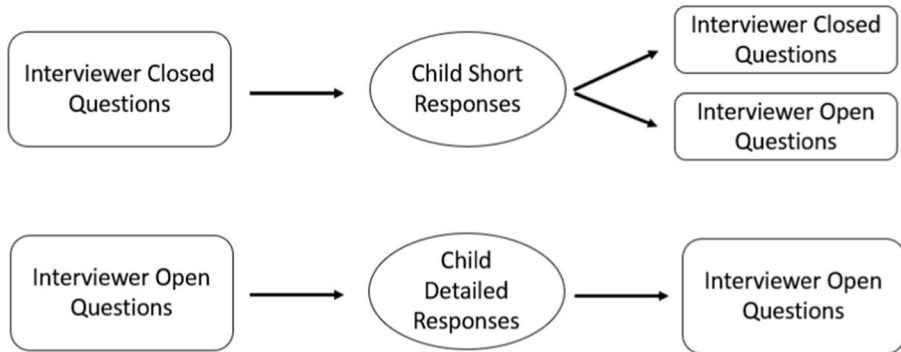 Interviewer Closed
Questions
Child Short
Responses
Interviewer Closed
Questions
Interviewer Open
Questions
Interviewer Open
Questions
Child
Detailed
Responses
Interviewer Open
Questions